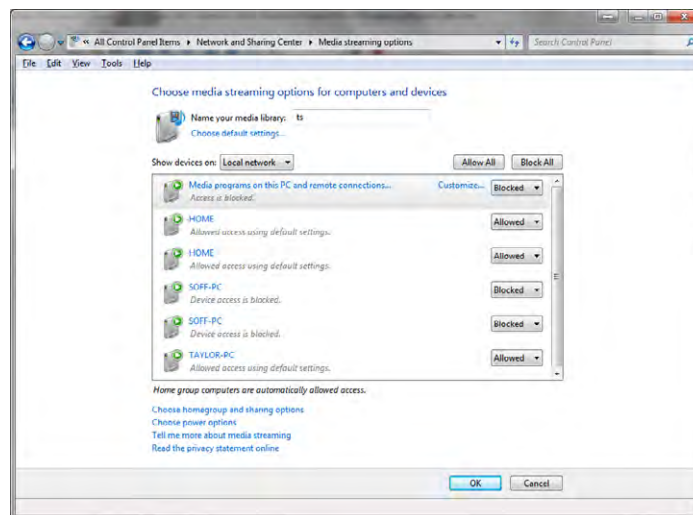 « All Control Panel Items ▸ Network and Sharing Center ▸ Media streaming options Search Control Panel
File Edit View Tools Help
Choose media streaming options for computers and devices
Name your media library: ts
Choose default settings...
Show devices on: Local network Allow All Block All
Media programs on this PC and remote connections... Customize... Blocked
Access is blocked.
HOME Allowed
Allowed access using default settings.
HOME Allowed
Allowed access using default settings.
SOFF-PC Blocked
Device access is blocked.
SOFF-PC Blocked
Device access is blocked.
TAYLOR-PC Allowed
Allowed access using default settings.
Home group computers are automatically allowed access.
Choose homegroup and sharing options
Choose power options
Tell me more about media streaming
Read the privacy statement online
OK Cancel